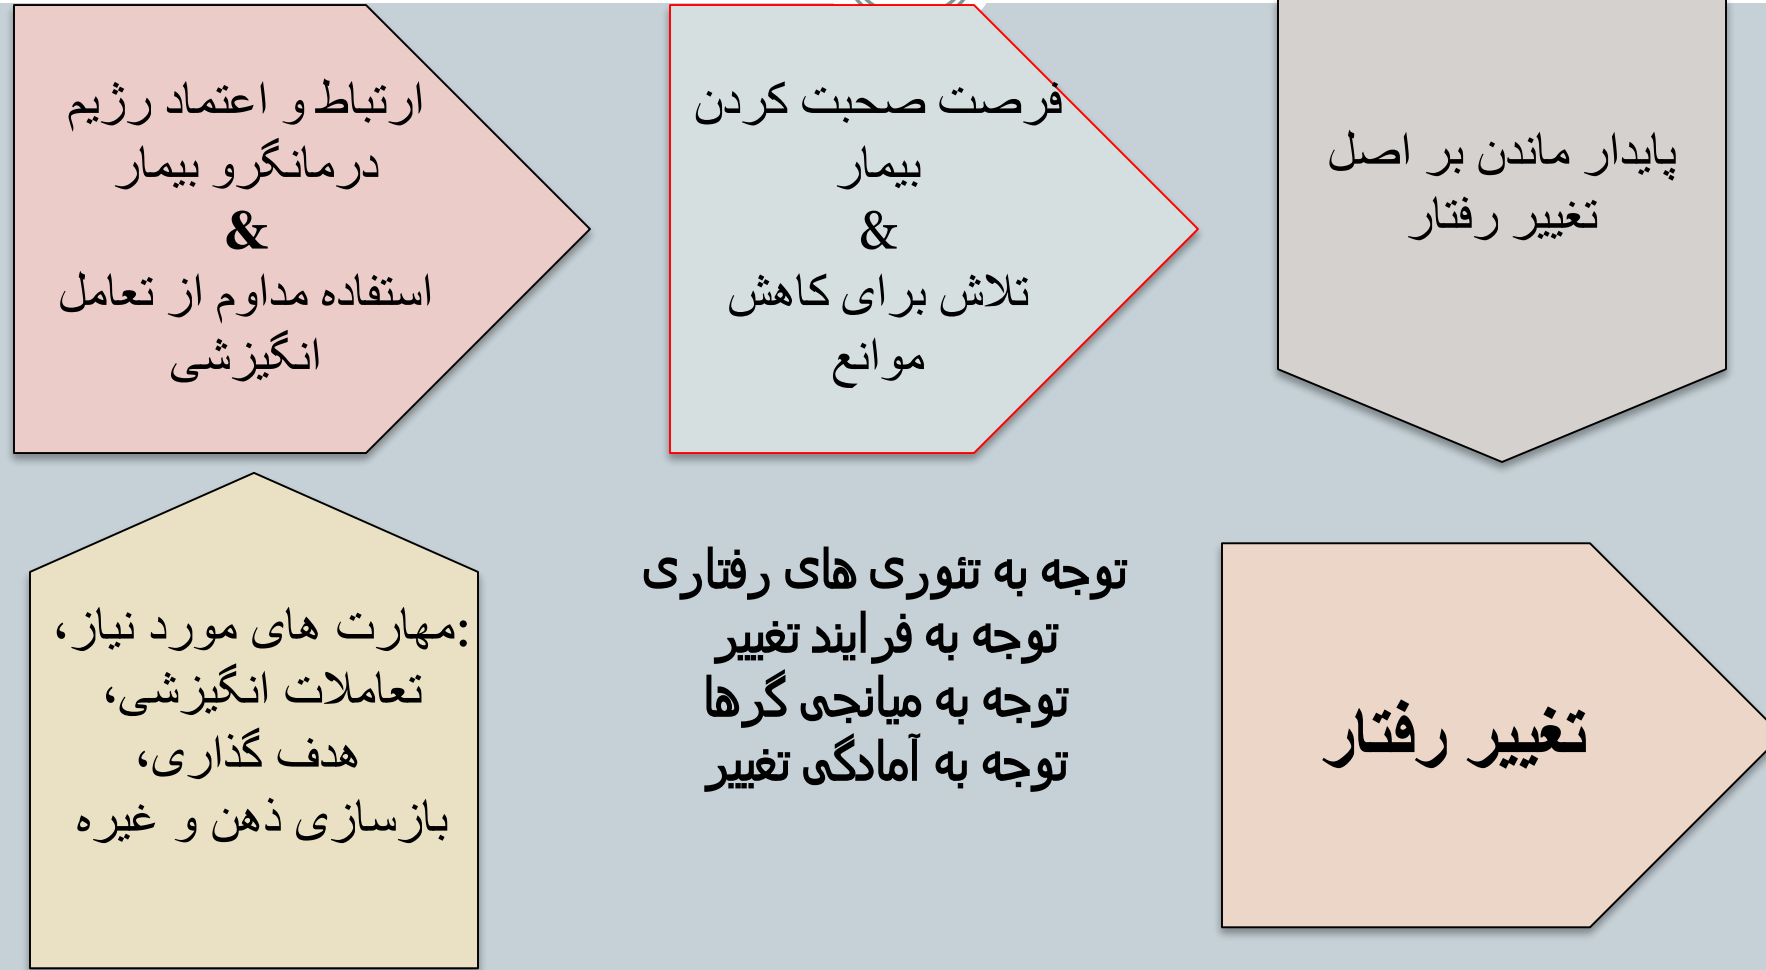 ارتباط و اعتماد رژیم
درمانگرو بیمار
&
استفاده مداوم از تعامل
انگیزشی
فرصت صحبت کردن
بیمار
&
تلاش برای کاهش
موانع
پایدار ماندن بر اصل
تغییر رفتار
مهارت های مورد نیاز،:
تعاملات انگیزشی،
هدف گذاری،
بازسازی ذهن و غیره
توجه به تئوری های رفتاری
توجه به فرایند تغییر
توجه به میانجی گرها
توجه به آمادگی تغییر
تغییر رفتار